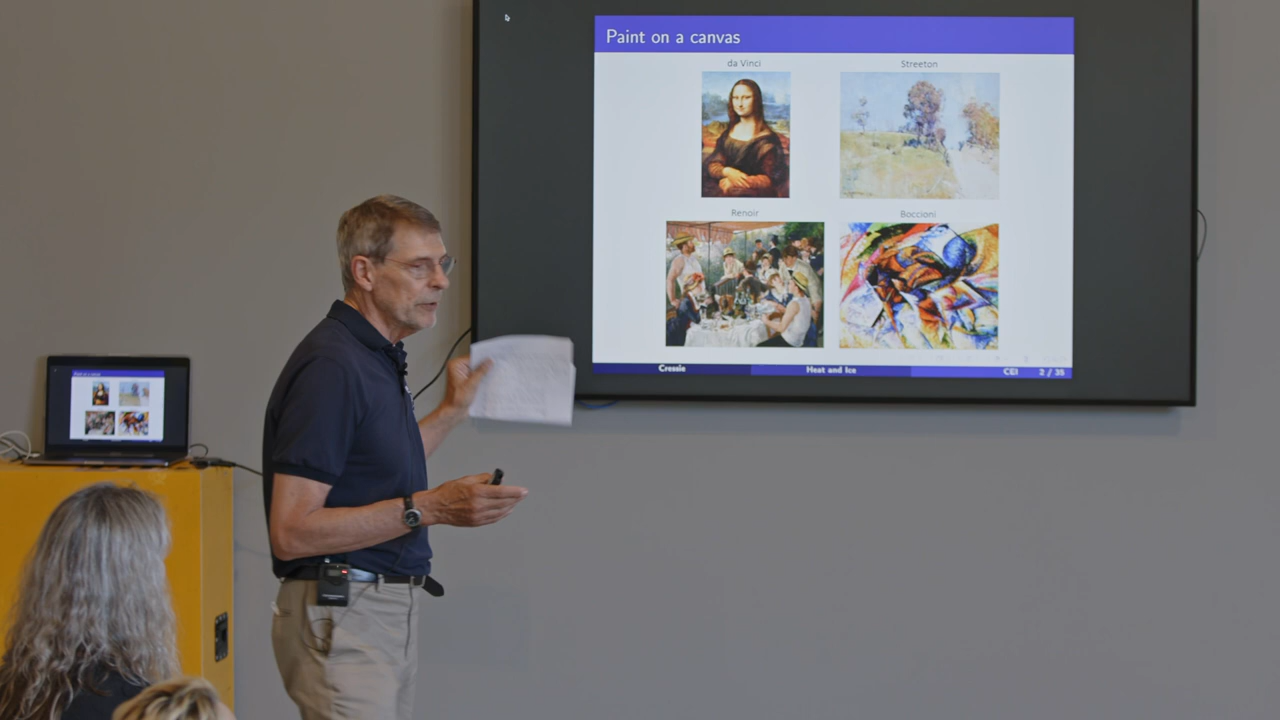 Paint on a canvas
da Vinci
Streeton
Renoir
Boccioni
Cressie
Heat and Ice
CEI
2 / 35